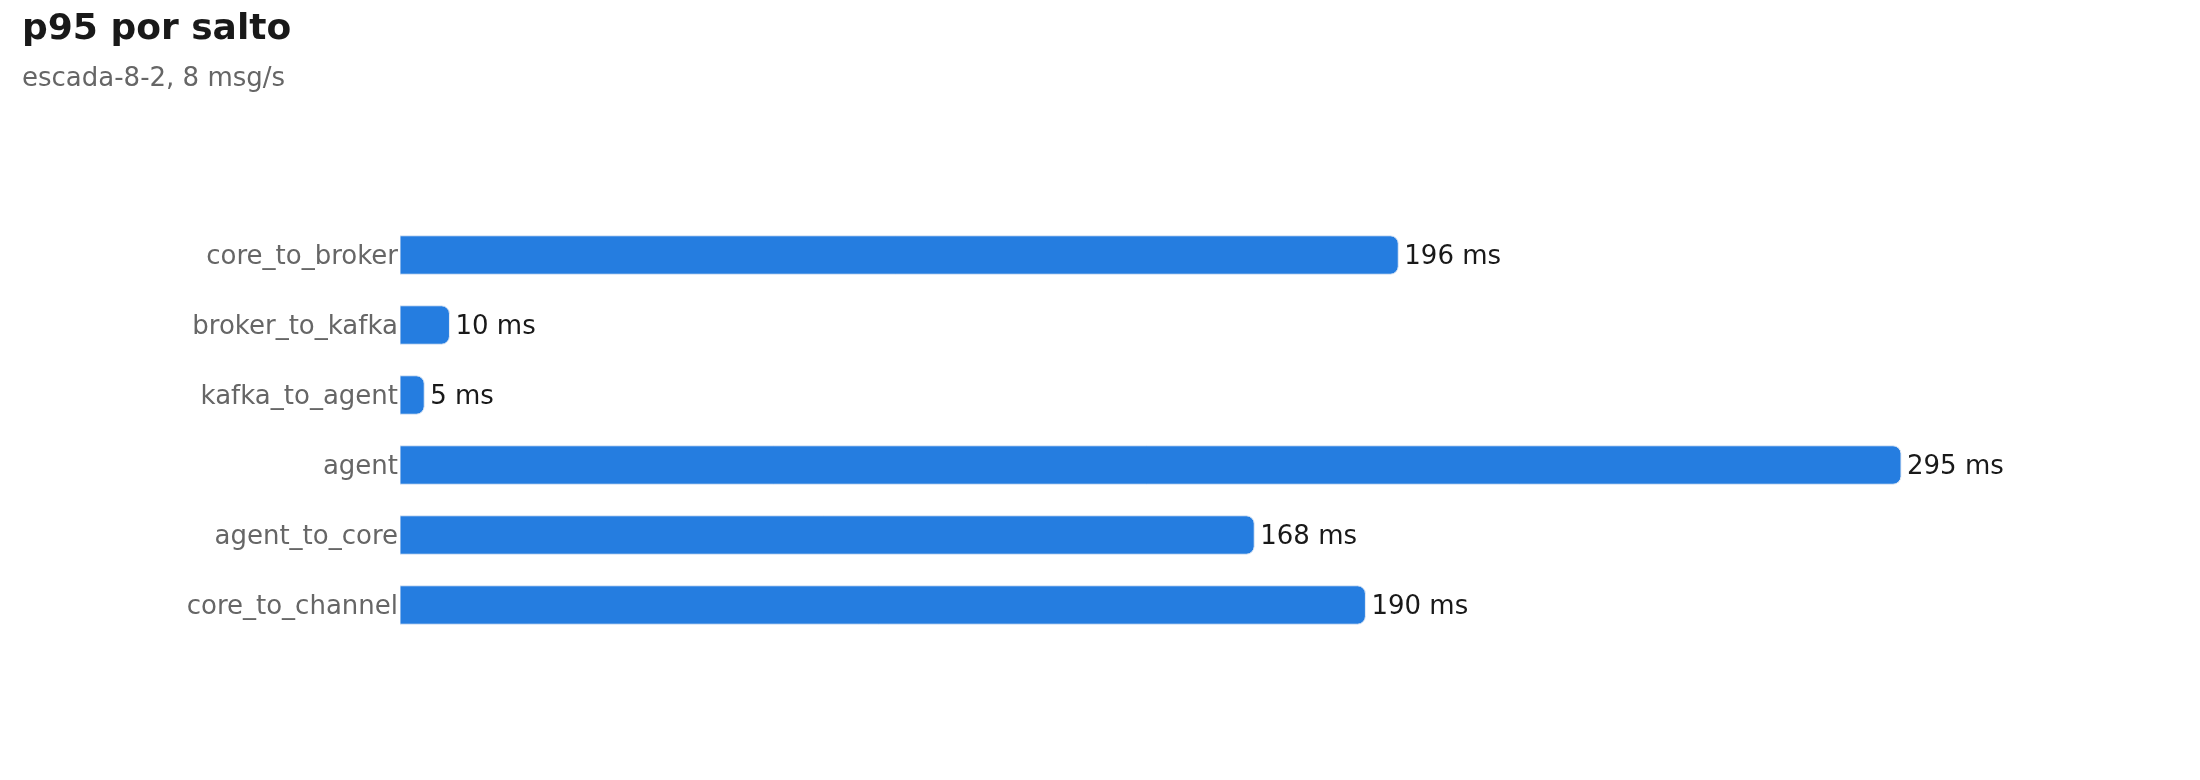 p95 por salto
escada-8-2, 8 msg/s
core_to_broker 196 ms
broker_to_kafka 10 ms
kafka_to_agent 5 ms
agent 295 ms
agent_to_core 168 ms
core_to_channel 190 ms